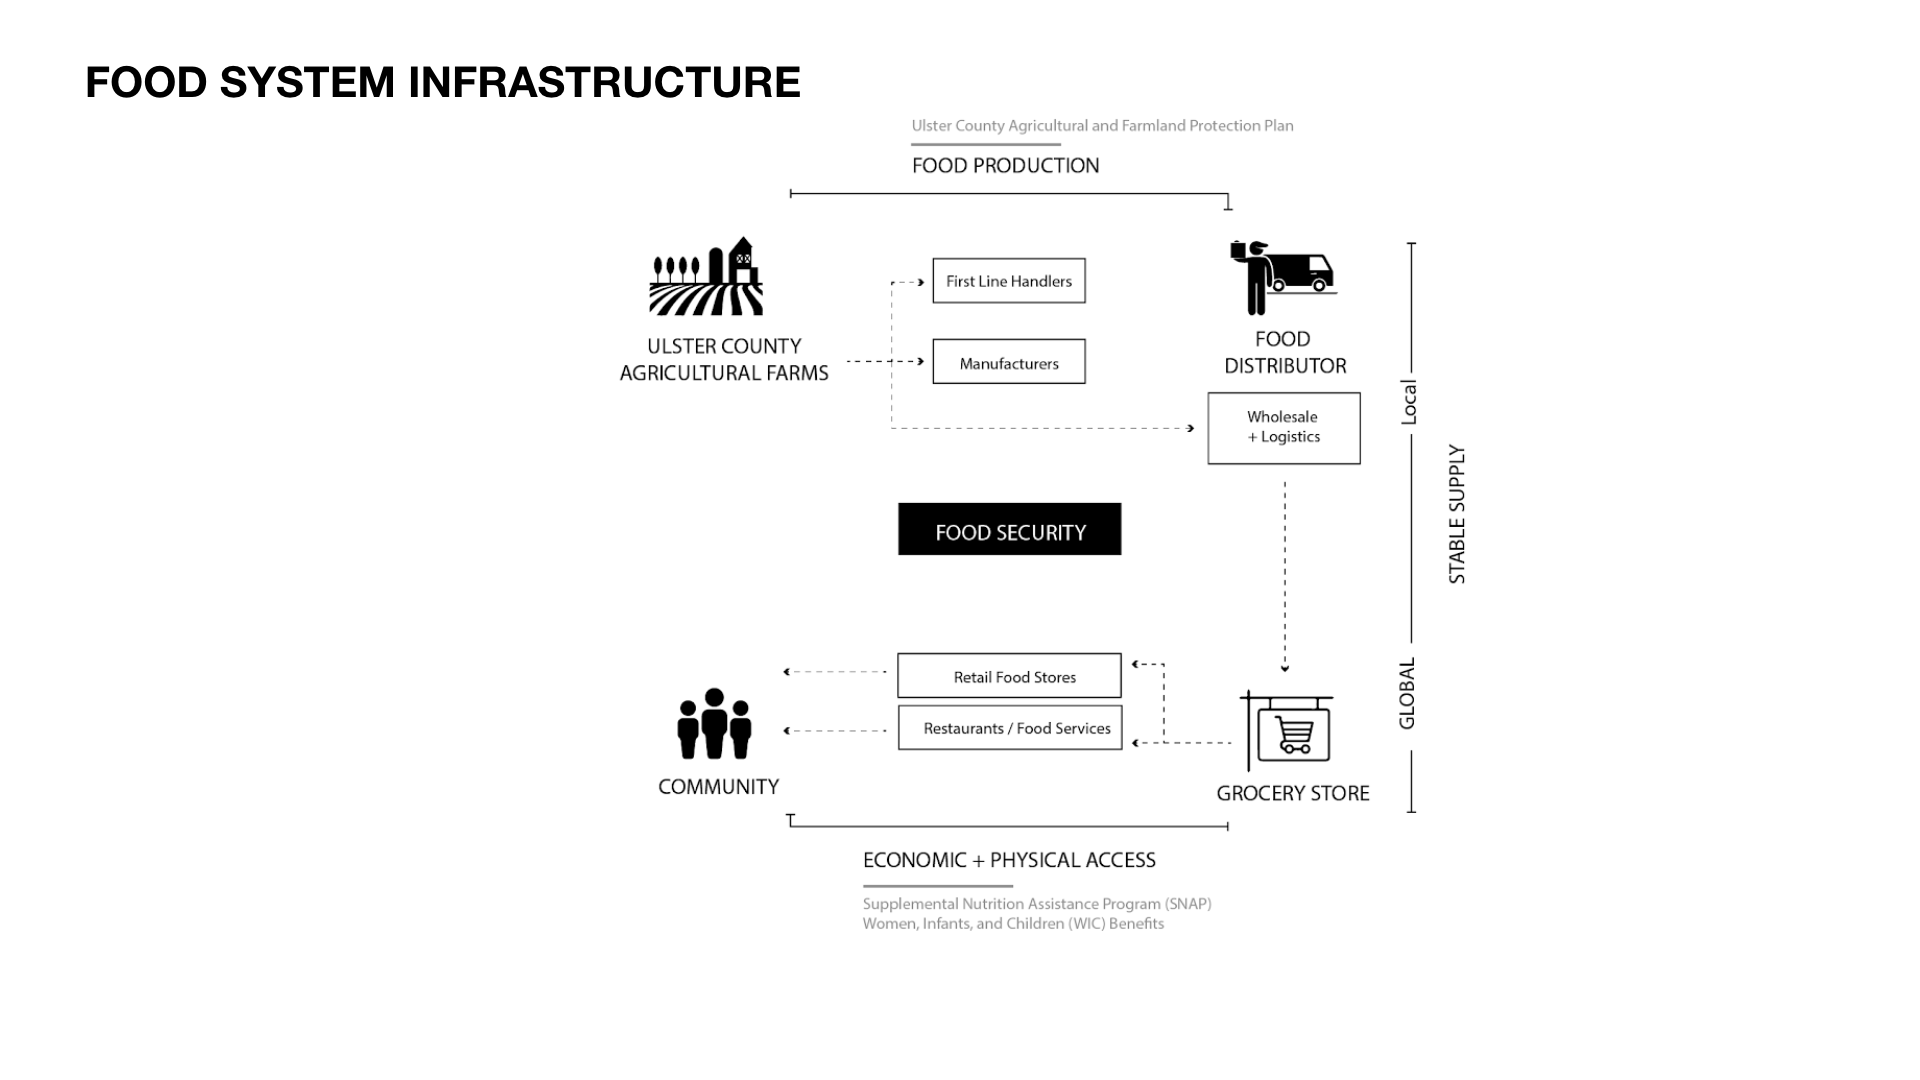 FOOD SYSTEM INFRASTRUCTURE
Ulster County Agricultural and Farmland Protection Plan
FOOD PRODUCTION
First Line Handlers
ULSTER COUNTY
AGRICULTURAL FARMS
Manufacturers
FOOD
DISTRIBUTOR
Wholesale
+ Logistics
Local
STABLE SUPPLY
FOOD SECURITY
GLOBAL
Retail Food Stores
Restaurants / Food Services
COMMUNITY
GROCERY STORE
ECONOMIC + PHYSICAL ACCESS
Supplemental Nutrition Assistance Program (SNAP)
Women, Infants, and Children (WIC) Benefits